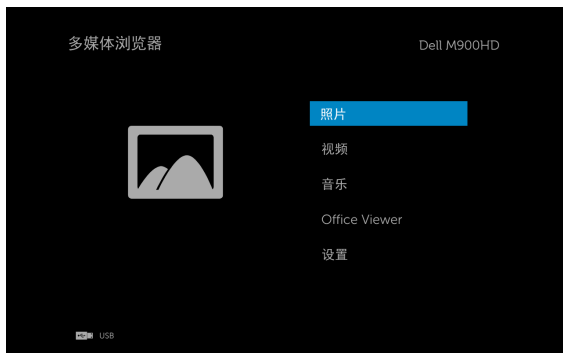 多媒体浏览器
Dell M900HD
照片
视频
音乐
Office Viewer
设置
USB